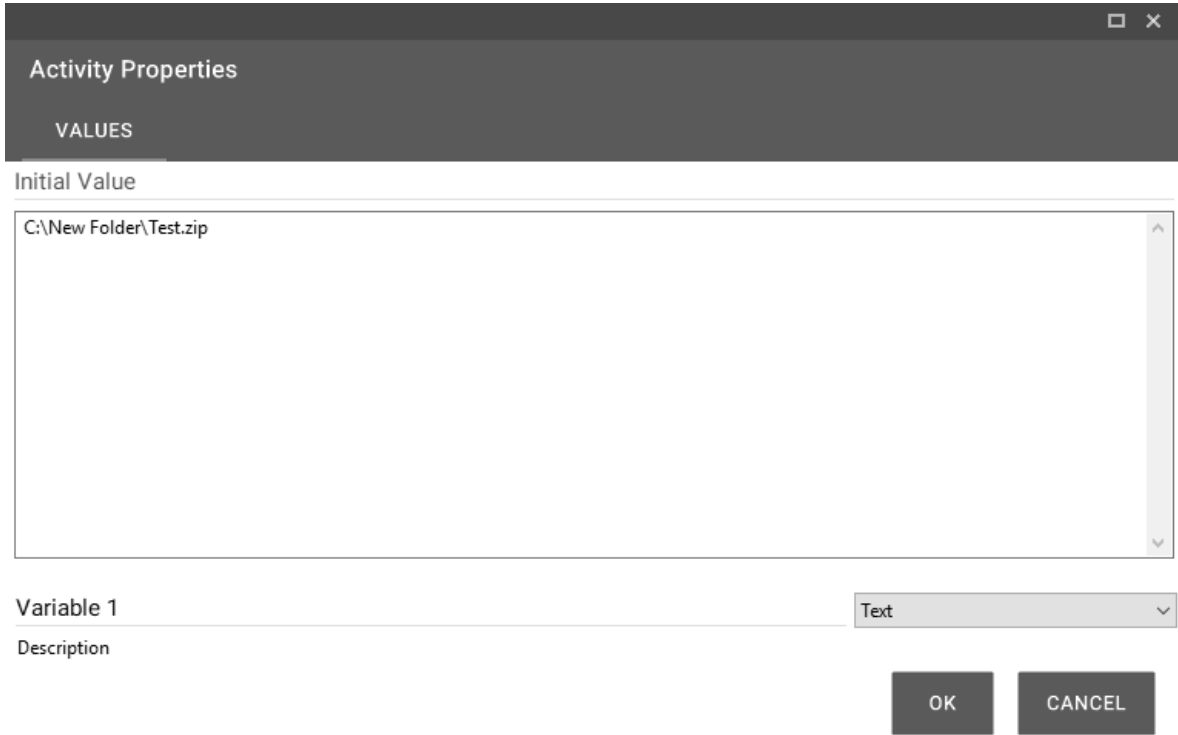 Activity Properties
VALUES
Initial Value
C:\New Folder\Test.zip
Variable 1
Text
Description
OK
CANCEL